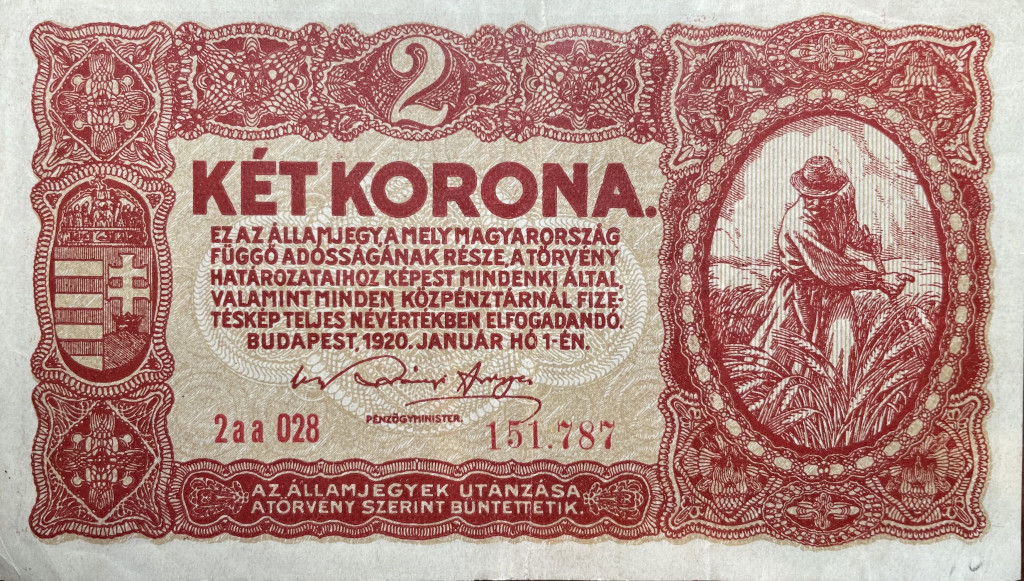 2
KÉT KORONA.
EZ AZ ÁLLAMJEGY, A MELY MAGYARORSZÁG
FÜGGŐ ADÓSSÁGÁNAK RÉSZE, A TÖRVÉNY
HATÁROZATAIHOZ KÉPEST MINDENKI ÁLTAL,
VALAMINT MINDEN KÖZPÉNZTÁRNÁL FIZE-
TÉSKÉP TELJES NÉVÉRTÉKBEN ELFOGADANDÓ.
BUDAPEST, 1920. JANUÁR HÓ 1-ÉN.
PÉNZÜGYMINISTER.
2aa 028 151.787
AZ ÁLLAMJEGYEK UTÁNZÁSA
A TÖRVÉNY SZERINT BÜNTETTETIK.